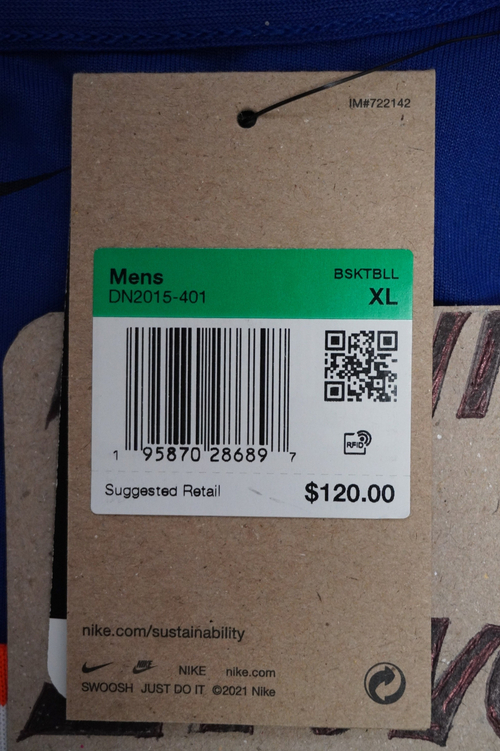 IM#722142
Mens
BSKTBLL
DN2015-401
XL
1 95870 28689 7
RFID
Suggested Retail
$120.00
nike.com/sustainability
NIKE nike.com
SWOOSH JUST DO IT ©2021 Nike